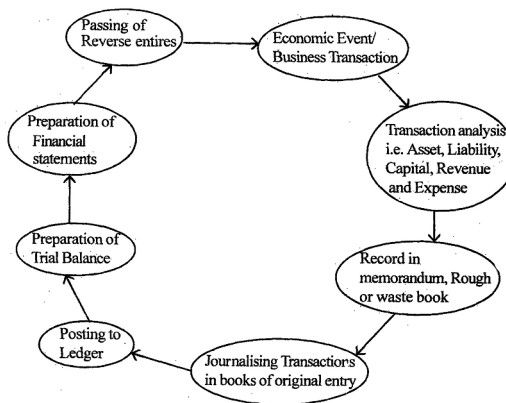 Passing of
Reverse entires
Economic Event/
Business Transaction
Transaction analysis
i.e. Asset, Liability,
Capital, Revenue
and Expense
Record in
memorandum, Rough
or waste book
Journalising Transactions
in books of original entry
Posting to
Ledger
Preparation of
Trial Balance
Preparation of
Financial
statements